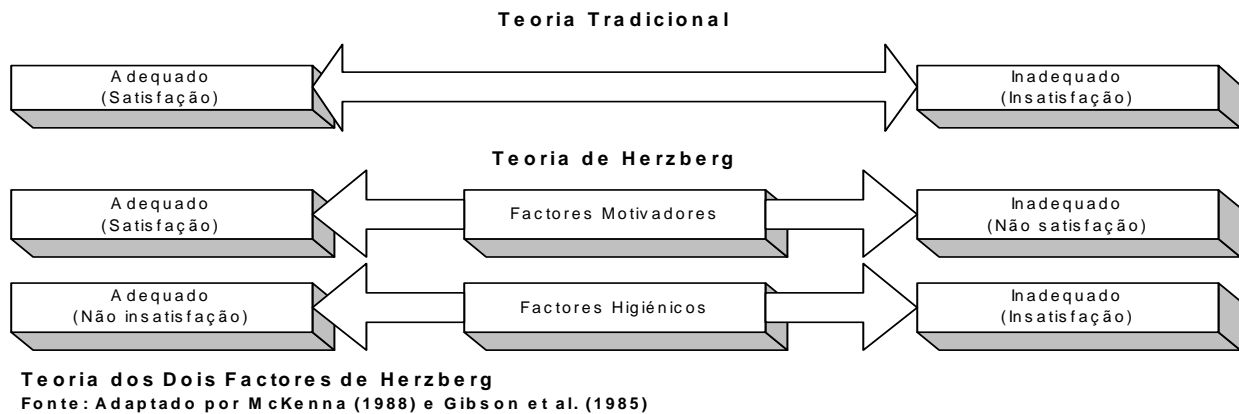 Teoria Tradicional
Adequado
(Satisfação)
Inadequado
(Insatisfação)
Teoria de Herzberg
Adequado
(Satisfação)
Factores Motivadores
Inadequado
(Não satisfação)
Adequado
(Não insatisfação)
Factores Higiénicos
Inadequado
(Insatisfação)
Teoria dos Dois Factores de Herzberg
Fonte: Adaptado por McKenna (1988) e Gibson et al. (1985)